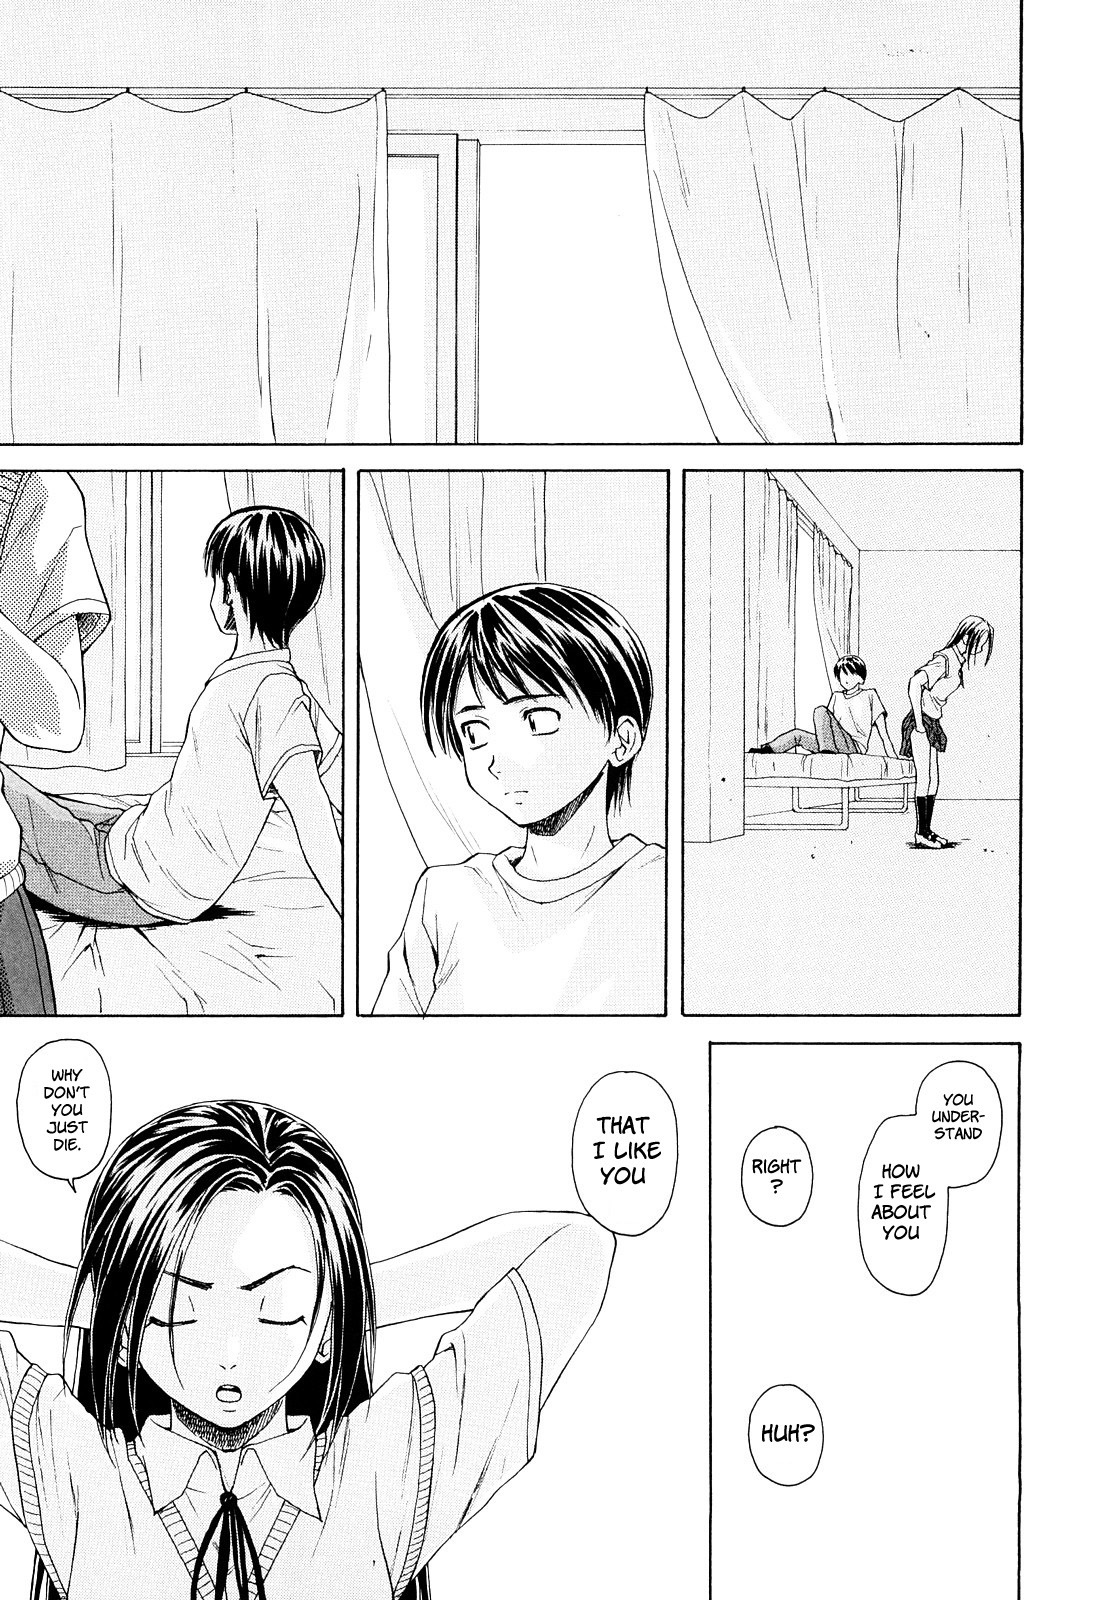 YOU
UNDER-
STAND
HOW
I FEEL
ABOUT
YOU
RIGHT
?
HUH?
THAT
I LIKE
YOU
WHY
DON'T
YOU
JUST
DIE.